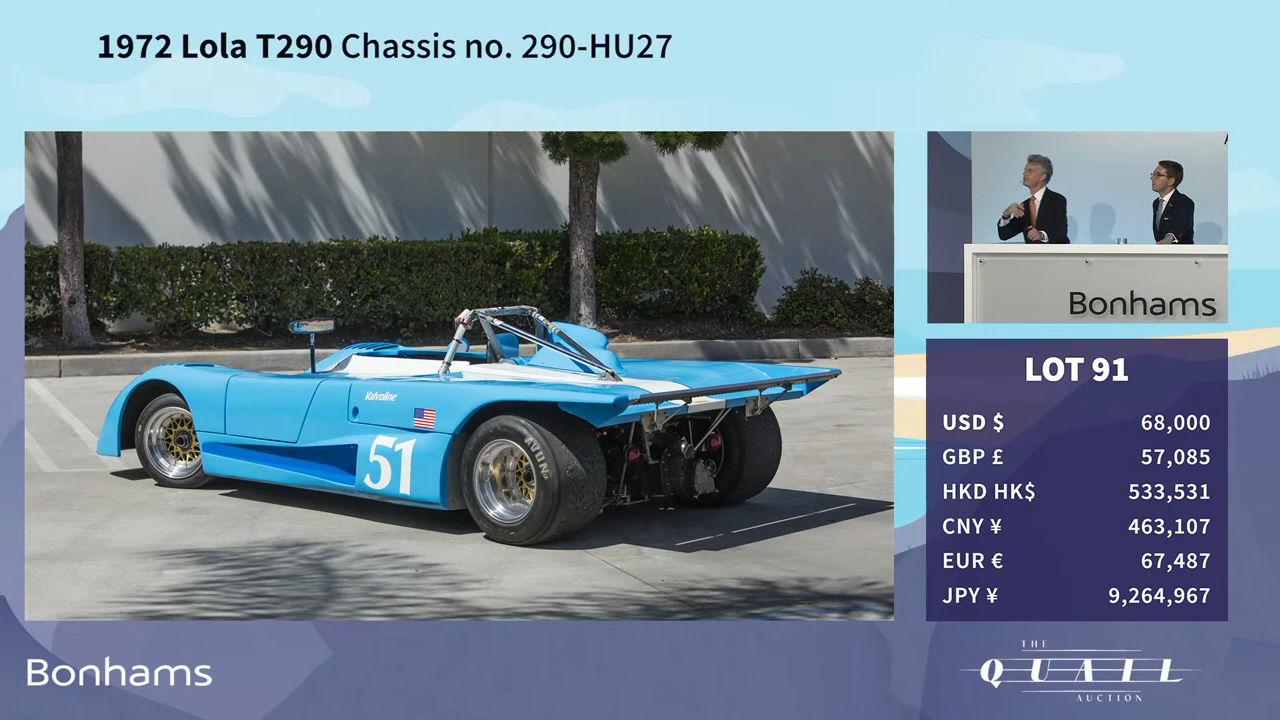 1972 Lola T290 Chassis no. 290-HU27
Valvoline
51
AVON
Bonhams
LOT 91
USD $ 68,000
GBP £ 57,085
HKD HK$ 533,531
CNY ¥ 463,107
EUR € 67,487
JPY ¥ 9,264,967
Bonhams
THE
QUAIL
AUCTION